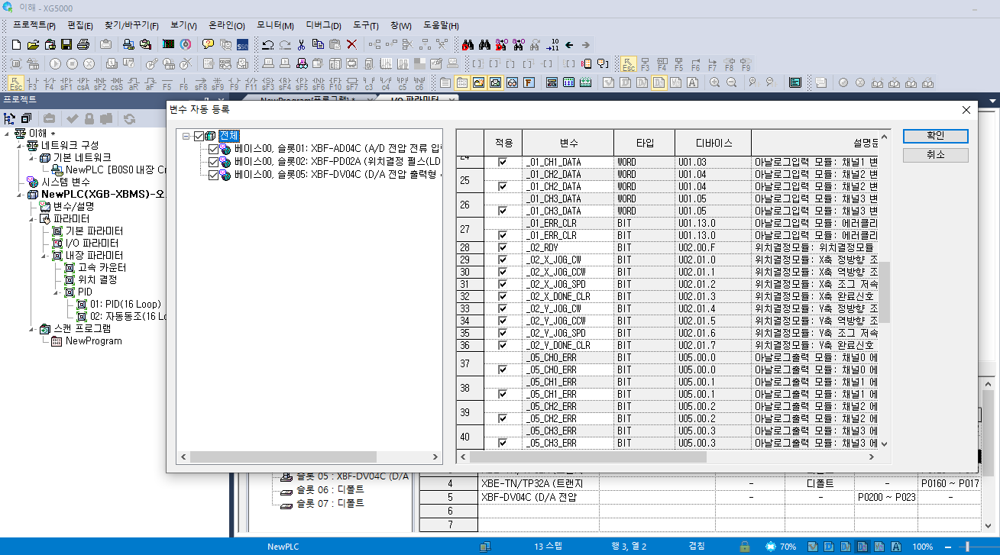 이해 - XG5000
프로젝트(P) 편집(E) 찾기/바꾸기(F) 보기(V) 온라인(O) 모니터(M) 디버그(D) 도구(T) 창(W) 도움말(H)
Esc F3 F4 F5 F6 F7 F8 F9
Esc F3 F4 sF1 csA sF2 csS aR aF F5 F6 sF8 sF9 F9 F11 sF3 sF4 sF5 sF6 F10 sF7 c3 c4 c5 c6
프로젝트
NewProgram[프로그램] *
I/O 파라미터
이해 *
네트워크 구성
기본 네트워크
NewPLC [B0S0 내장 Cn
시스템 변수
NewPLC(XGB-XBMS)-오
변수/설명
파라미터
기본 파라미터
I/O 파라미터
내장 파라미터
고속 카운터
위치 결정
PID
01: PID(16 Loop)
02: 자동동조(16 Lo
스캔 프로그램
NewProgram
변수 자동 등록
전체
베이스00, 슬롯01: XBF-AD04C (A/D 전압 전류 입
베이스00, 슬롯02: XBF-PD02A (위치결정 펄스(LD
베이스00, 슬롯05: XBF-DV04C (D/A 전압 출력형
적용 변수 타입 디바이스 설명문
24 _01_CH1_DATA WORD U01.03 아날로그입력 모듈: 채널1 변
25 _01_CH2_DATA WORD U01.04 아날로그입력 모듈: 채널2 변
_01_CH2_DATA WORD U01.04 아날로그입력 모듈: 채널2 변
26 _01_CH3_DATA WORD U01.05 아날로그입력 모듈: 채널3 변
_01_CH3_DATA WORD U01.05 아날로그입력 모듈: 채널3 변
27 _01_ERR_CLR BIT U01.13.0 아날로그입력 모듈: 에러클리
_01_ERR_CLR BIT U01.13.0 아날로그입력 모듈: 에러클리
28 _02_RDY BIT U02.00.F 위치결정모듈: 위치결정모듈
29 _02_X_JOG_CW BIT U02.01.0 위치결정모듈: X축 정방향 조
30 _02_X_JOG_CCW BIT U02.01.1 위치결정모듈: X축 역방향 조
31 _02_X_JOG_SPD BIT U02.01.2 위치결정모듈: X축 조그 저속
32 _02_X_DONE_CLR BIT U02.01.3 위치결정모듈: X축 완료신호
33 _02_Y_JOG_CW BIT U02.01.4 위치결정모듈: Y축 정방향 조
34 _02_Y_JOG_CCW BIT U02.01.5 위치결정모듈: Y축 역방향 조
35 _02_Y_JOG_SPD BIT U02.01.6 위치결정모듈: Y축 조그 저속
36 _02_Y_DONE_CLR BIT U02.01.7 위치결정모듈: Y축 완료신호
37 _05_CH0_ERR BIT U05.00.0 아날로그출력 모듈: 채널0 에
_05_CH0_ERR BIT U05.00.0 아날로그출력 모듈: 채널0 에
38 _05_CH1_ERR BIT U05.00.1 아날로그출력 모듈: 채널1 에
_05_CH1_ERR BIT U05.00.1 아날로그출력 모듈: 채널1 에
39 _05_CH2_ERR BIT U05.00.2 아날로그출력 모듈: 채널2 에
_05_CH2_ERR BIT U05.00.2 아날로그출력 모듈: 채널2 에
40 _05_CH3_ERR BIT U05.00.3 아날로그출력 모듈: 채널3 에
_05_CH3_ERR BIT U05.00.3 아날로그출력 모듈: 채널3 에
확인
취소
슬롯 05 : XBF-DV04C (D/A
슬롯 06 : 디폴트
슬롯 07 : 디폴트
4 XBE-TN/TP32A (트랜지 - 디폴트 - P0160 ~ P017
5 XBF-DV04C (D/A 전압 - - P0200 ~ P023 -
6
7
NewPLC 13 스텝 행 3, 열 2 겹침 70% 100%